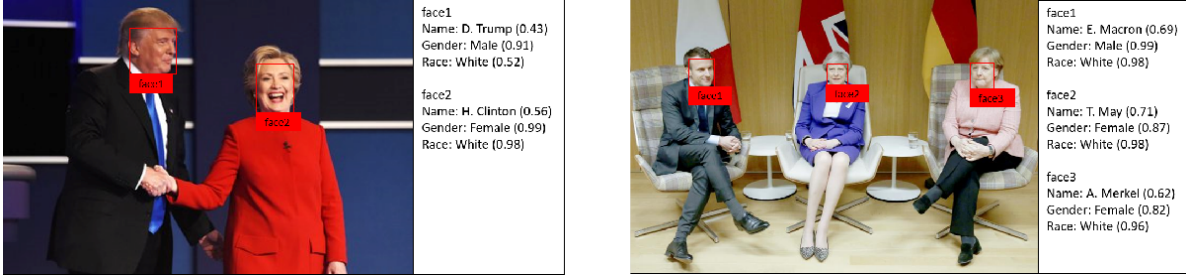 face1
face2
face1
Name: D. Trump (0.43)
Gender: Male (0.91)
Race: White (0.52)
face2
Name: H. Clinton (0.56)
Gender: Female (0.99)
Race: White (0.98)
face1
face2
face3
face1
Name: E. Macron (0.69)
Gender: Male (0.99)
Race: White (0.98)
face2
Name: T. May (0.71)
Gender: Female (0.87)
Race: White (0.98)
face3
Name: A. Merkel (0.62)
Gender: Female (0.82)
Race: White (0.96)